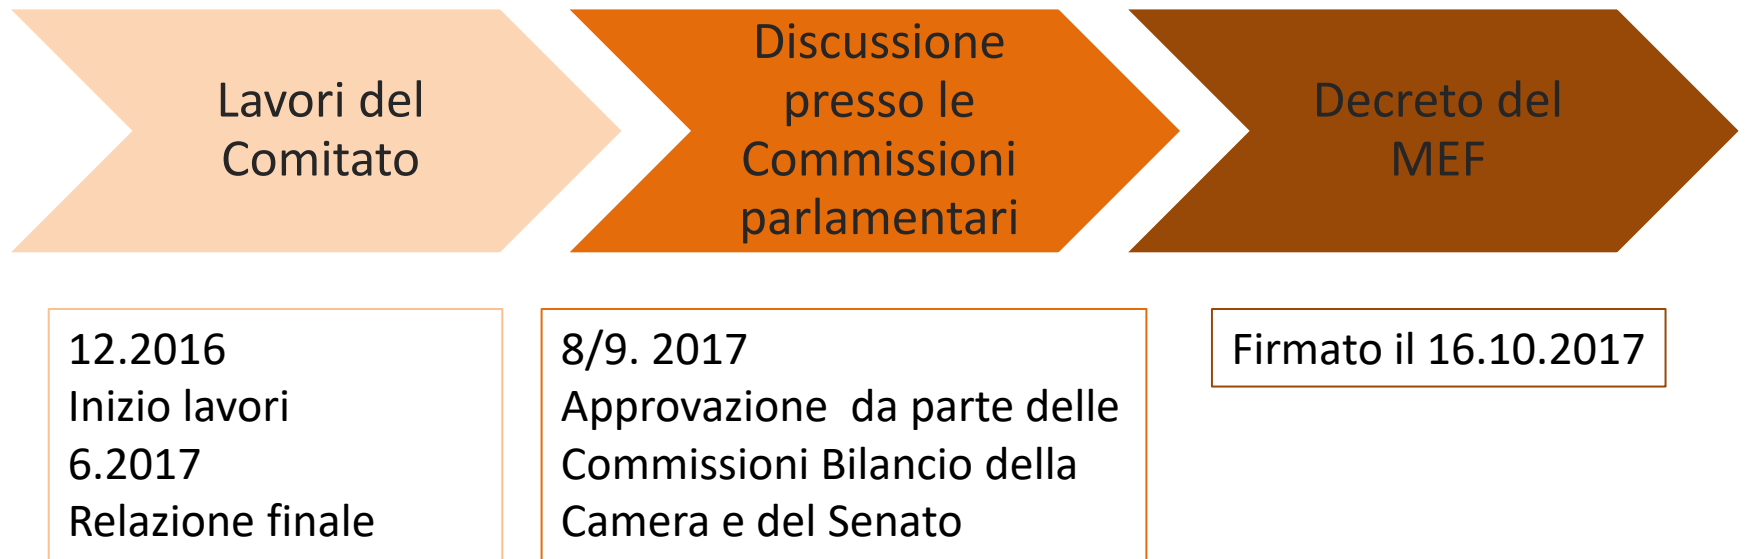 Lavori del
Comitato
Discussione
presso le
Commissioni
parlamentari
Decreto del
MEF
12.2016
Inizio lavori
6.2017
Relazione finale
8/9. 2017
Approvazione  da parte delle
Commissioni Bilancio della
Camera e del Senato
Firmato il 16.10.2017